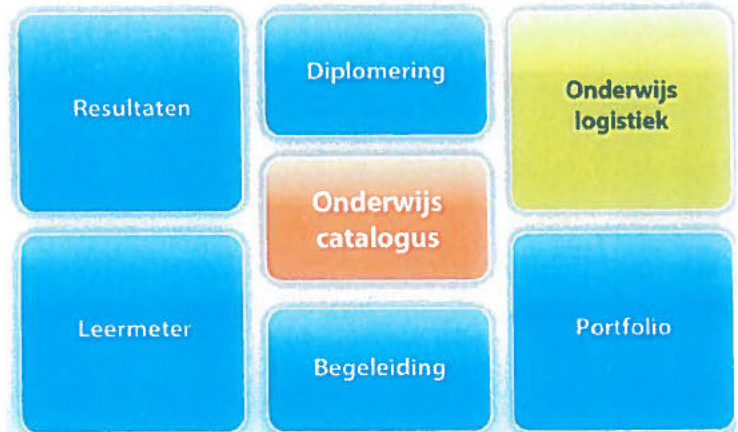 Resultaten
Diplomering
Onderwijs
logistiek
Onderwijs
catalogus
Leermeter
Begeleiding
Portfolio